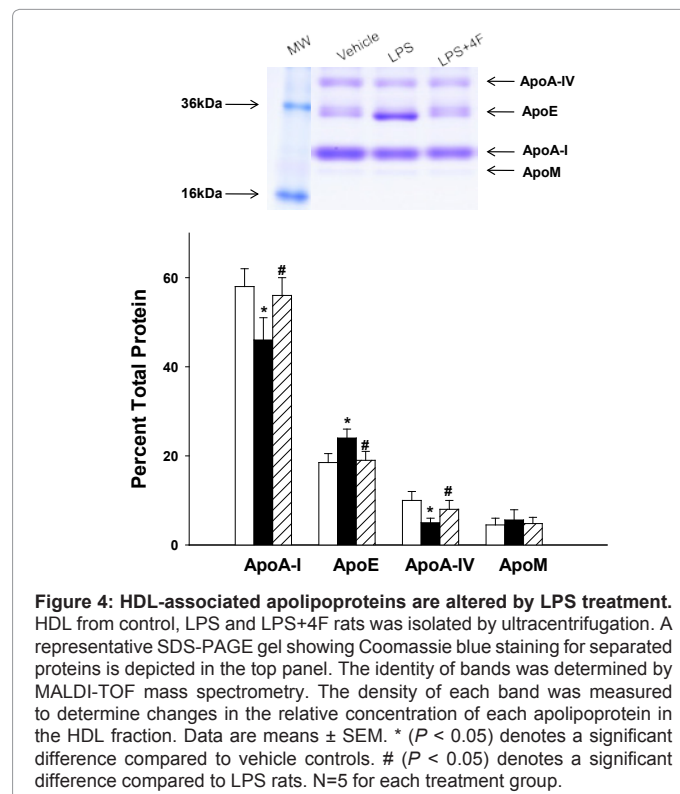 MW Vehicle LPS LPS+4F
ApoA-IV
36kDa
ApoE
ApoA-I
ApoM
16kDa
60
40
20
0
Percent Total Protein
* # * # * #
ApoA-I ApoE ApoA-IV ApoM
Figure 4: HDL-associated apolipoproteins are altered by LPS treatment.
HDL from control, LPS and LPS+4F rats was isolated by ultracentrifugation. A
representative SDS-PAGE gel showing Coomassie blue staining for separated
proteins is depicted in the top panel. The identity of bands was determined by
MALDI-TOF mass spectrometry. The density of each band was measured
to determine changes in the relative concentration of each apolipoprotein in
the HDL fraction. Data are means ± SEM. * (P < 0.05) denotes a significant
difference compared to vehicle controls. # (P < 0.05) denotes a significant
difference compared to LPS rats. N=5 for each treatment group.